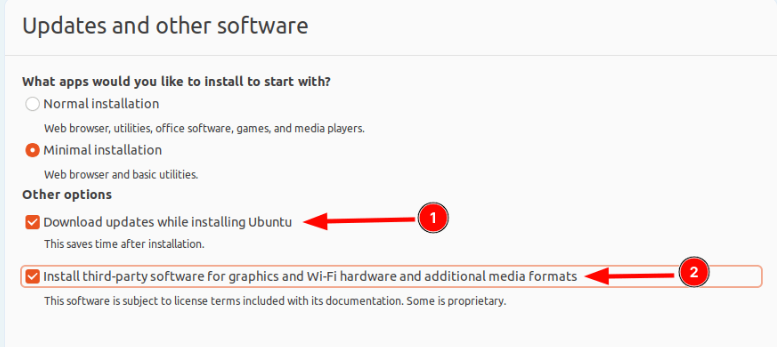 Updates and other software
What apps would you like to install to start with?
Normal installation
Web browser, utilities, office software, games, and media players.
Minimal installation
Web browser and basic utilities.
Other options
Download updates while installing Ubuntu
1
This saves time after installation.
Install third-party software for graphics and Wi-Fi hardware and additional media formats
2
This software is subject to license terms included with its documentation. Some is proprietary.